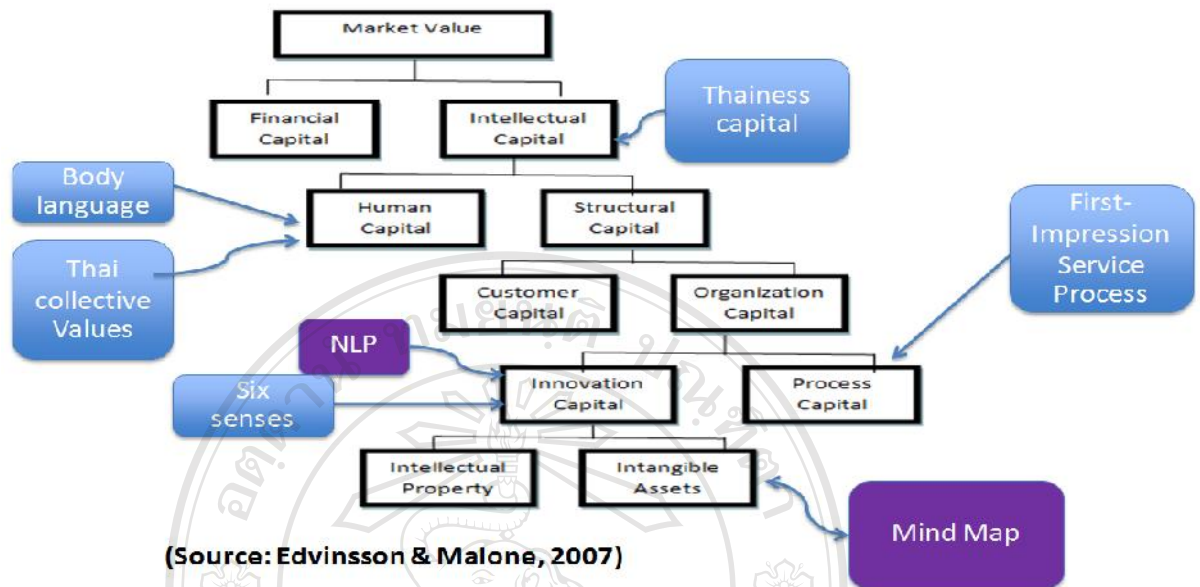 Market Value
Financial
Capital
Intellectual
Capital
Thainess
capital
Body
language
Human
Capital
Structural
Capital
First-
Impression
Service
Process
Thai
collective
Values
Customer
Capital
Organization
Capital
NLP
Innovation
Capital
Process
Capital
Six
senses
Intellectual
Property
Intangible
Assets
Mind Map
(Source: Edvinsson & Malone, 2007)